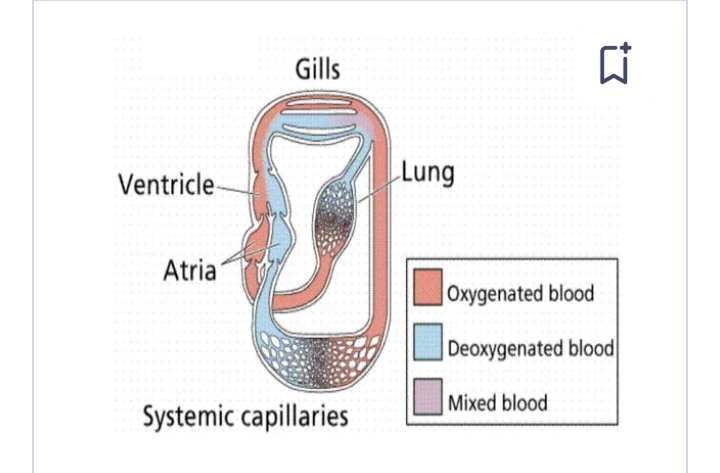 Gills
Ventricle
Lung
Atria
Oxygenated blood
Deoxygenated blood
Mixed blood
Systemic capillaries